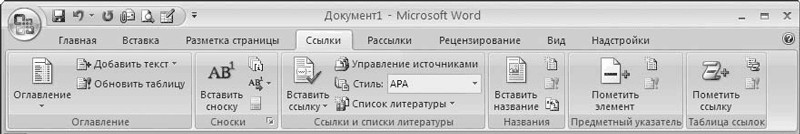 Документ1 - Microsoft Word
Главная Вставка Разметка страницы Ссылки Рассылки Рецензирование Вид Надстройки
Оглавление
Добавить текст
Обновить таблицу
Оглавление
AB1
Вставить сноску
AB
Сноски
Вставить ссылку
Управление источниками
Стиль: APA
Список литературы
Ссылки и списки литературы
Вставить название
Названия
Пометить элемент
Предметный указатель
Пометить ссылку
Таблица ссылок